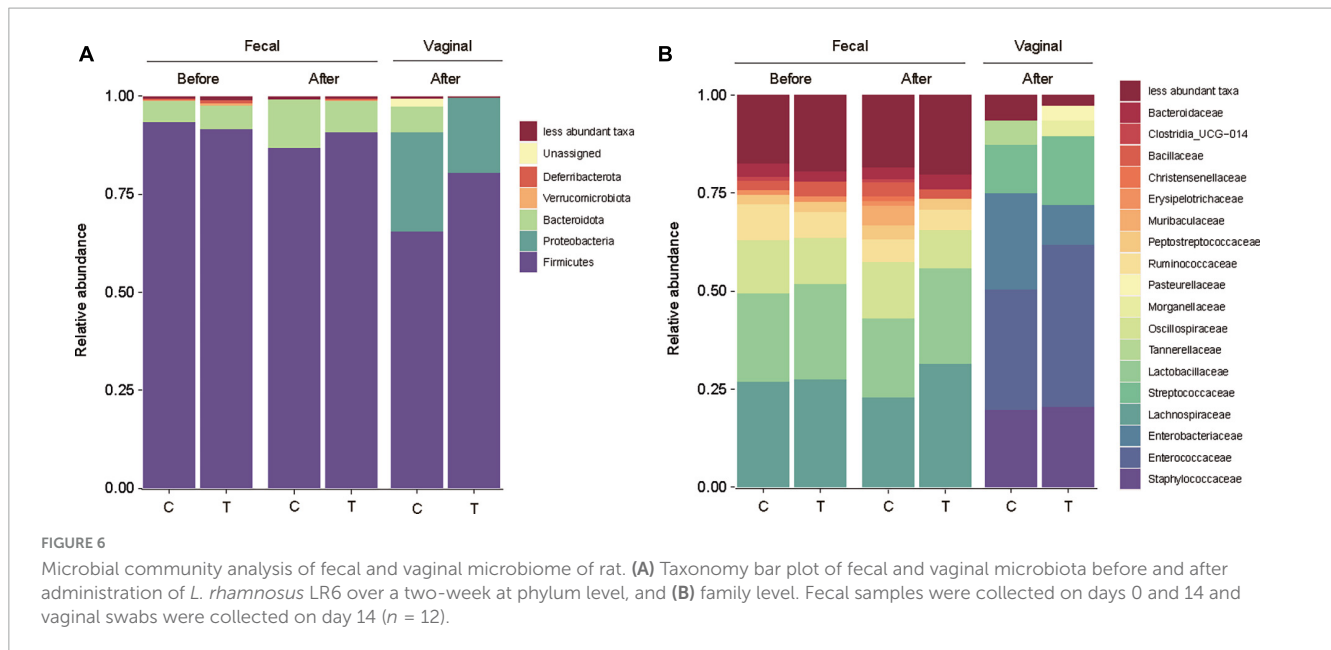 A
Fecal
Vaginal
Before
After
After
1.00
0.75
0.50
0.25
0.00
Relative abundance
C
T
C
T
C
T
less abundant taxa
Unassigned
Deferribacterota
Verrucomicrobiota
Bacteroidota
Proteobacteria
Firmicutes
B
Fecal
Vaginal
Before
After
After
1.00
0.75
0.50
0.25
0.00
Relative abundance
C
T
C
T
C
T
less abundant taxa
Bacteroidaceae
Clostridia_UCG-014
Bacillaceae
Christensenellaceae
Erysipelotrichaceae
Muribaculaceae
Peptostreptococcaceae
Ruminococcaceae
Pasteurellaceae
Morganellaceae
Oscillospiraceae
Tannerellaceae
Lactobacillaceae
Streptococcaceae
Lachnospiraceae
Enterobacteriaceae
Enterococcaceae
Staphylococcaceae
FIGURE 6
Microbial community analysis of fecal and vaginal microbiome of rat. (A) Taxonomy bar plot of fecal and vaginal microbiota before and after
administration of L. rhamnosus LR6 over a two-week at phylum level, and (B) family level. Fecal samples were collected on days 0 and 14 and
vaginal swabs were collected on day 14 (n = 12).